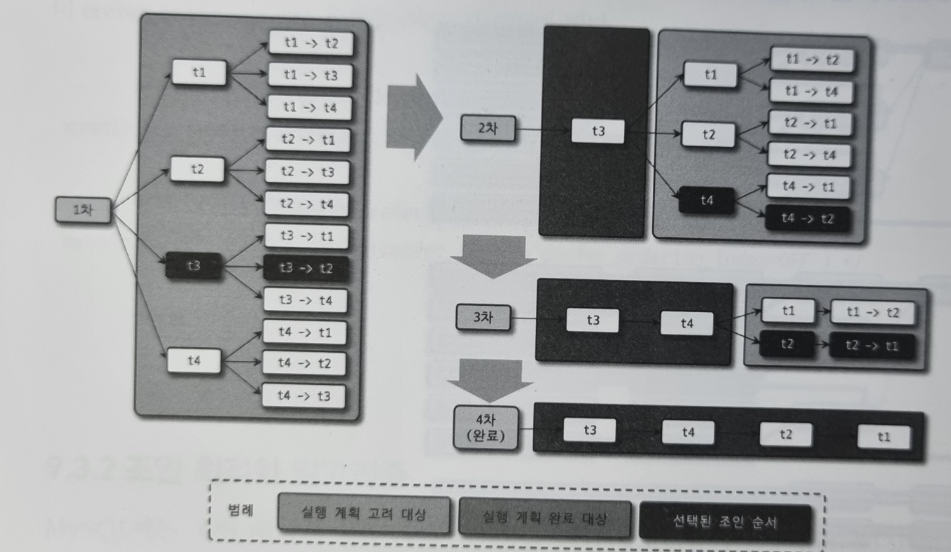 1차
t1
t1 -> t2
t1 -> t3
t1 -> t4
t2
t2 -> t1
t2 -> t3
t2 -> t4
t3
t3 -> t1
t3 -> t2
t3 -> t4
t4
t4 -> t1
t4 -> t2
t4 -> t3
2차
t3
t1
t1 -> t2
t1 -> t4
t2
t2 -> t1
t2 -> t4
t4
t4 -> t1
t4 -> t2
3차
t3
t4
t1
t1 -> t2
t2
t2 -> t1
4차
(완료)
t3
t4
t2
t1
범례
실행 계획 고려 대상
실행 계획 완료 대상
선택된 조인 순서